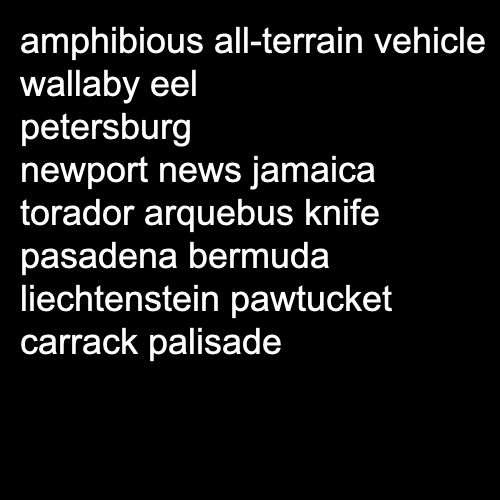 amphibious all-terrain vehicle
wallaby eel
petersburg
newport news jamaica
torador arquebus knife
pasadena bermuda
liechtenstein pawtucket
carrack palisade